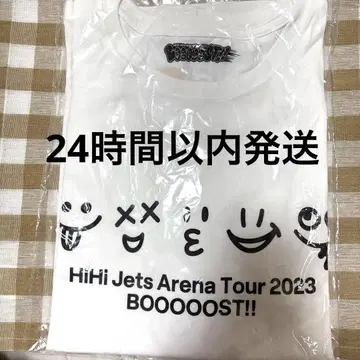 24時間以内発送
HiHi Jets Arena Tour 2023
BOOOOOST!!